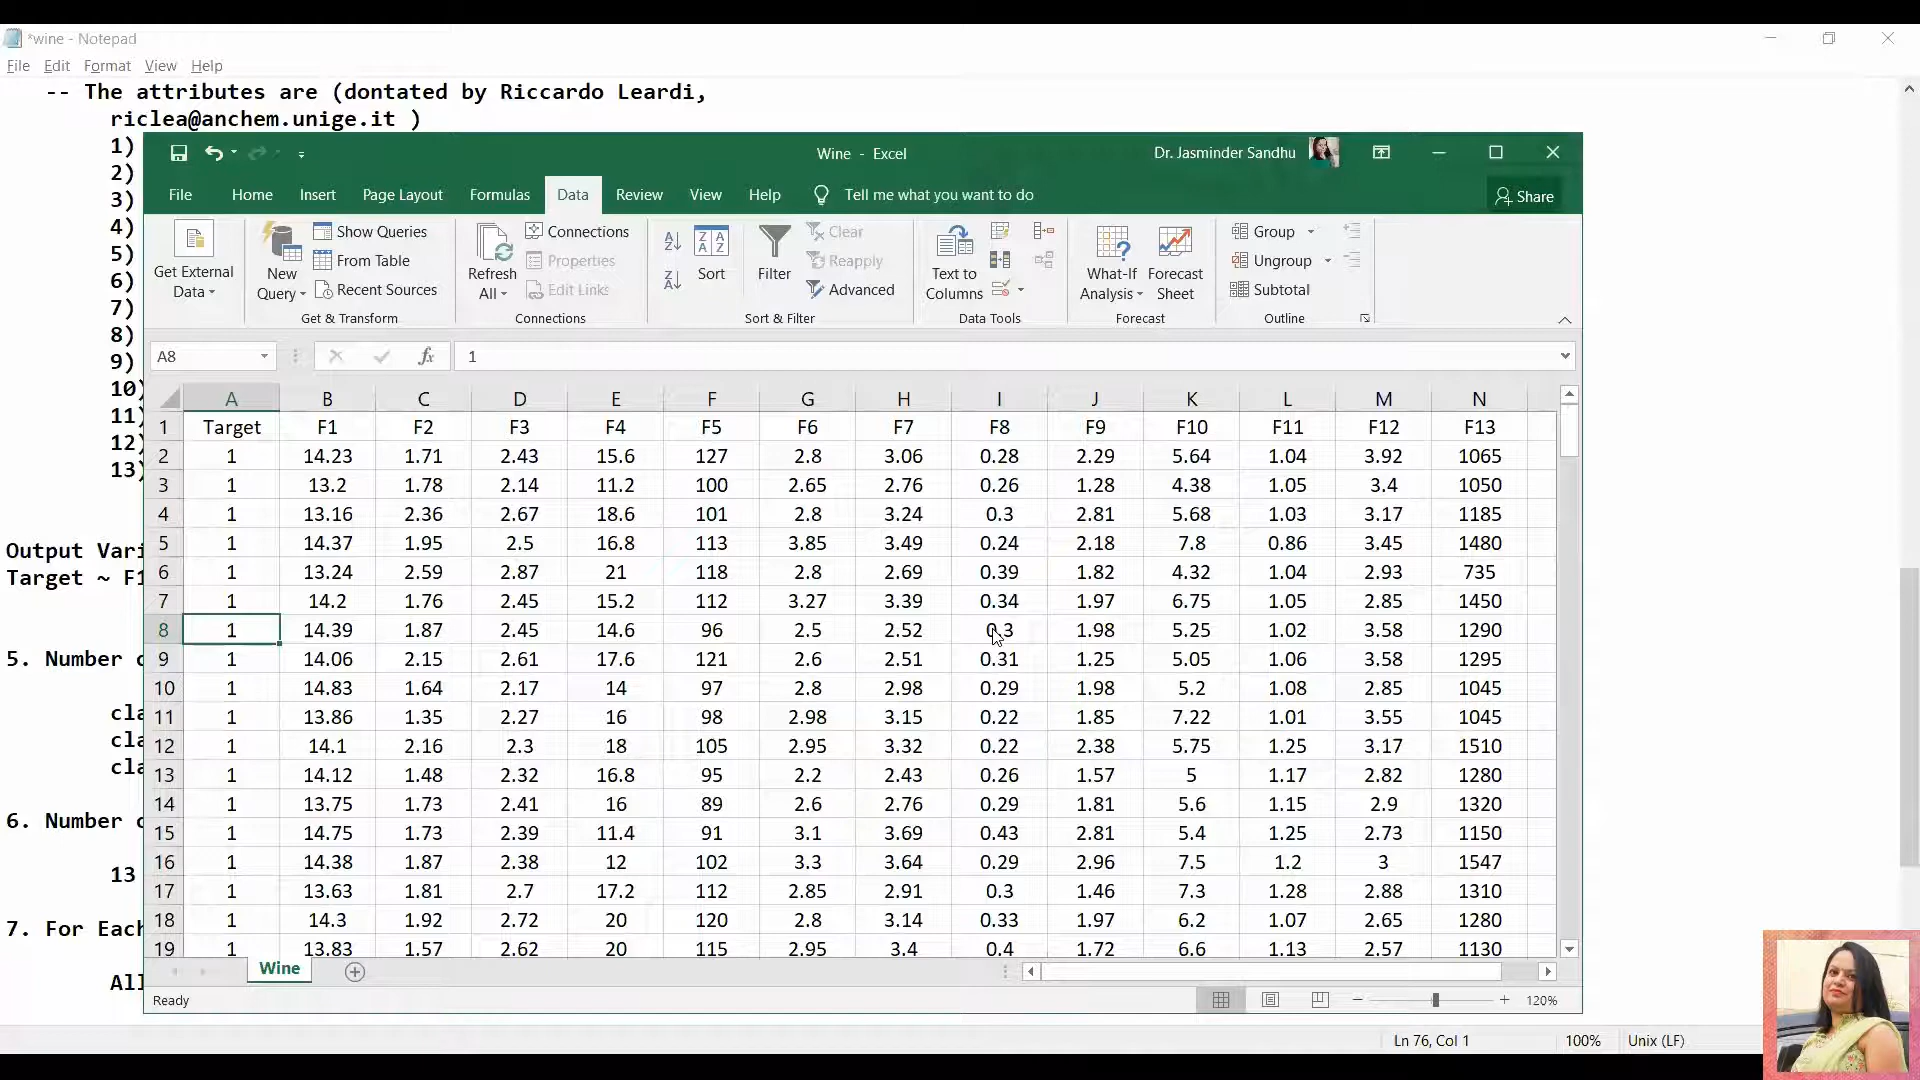 *wine - Notepad
File Edit Format View Help
-- The attributes are (dontated by Riccardo Leardi,
riclea@anchem.unige.it )
1)
2)
3)
4)
5)
6)
7)
8)
9)
10)
11)
12)
13)
Output Vari
Target ~ F1
5. Number o
cla
cla
cla
6. Number o
13
7. For Each
All
Wine - Excel
Dr. Jasminder Sandhu
File Home Insert Page Layout Formulas Data Review View Help Tell me what you want to do Share
Get External Data
New Query
Show Queries
From Table
Recent Sources
Get & Transform
Refresh All
Connections
Properties
Edit Links
Connections
Sort
Filter
Clear
Reapply
Advanced
Sort & Filter
Text to Columns
Data Tools
What-If Analysis
Forecast Sheet
Forecast
Group
Ungroup
Subtotal
Outline
A8 fx 1
A B C D E F G H I J K L M N
1 Target F1 F2 F3 F4 F5 F6 F7 F8 F9 F10 F11 F12 F13
2 1 14.23 1.71 2.43 15.6 127 2.8 3.06 0.28 2.29 5.64 1.04 3.92 1065
3 1 13.2 1.78 2.14 11.2 100 2.65 2.76 0.26 1.28 4.38 1.05 3.4 1050
4 1 13.16 2.36 2.67 18.6 101 2.8 3.24 0.3 2.81 5.68 1.03 3.17 1185
5 1 14.37 1.95 2.5 16.8 113 3.85 3.49 0.24 2.18 7.8 0.86 3.45 1480
6 1 13.24 2.59 2.87 21 118 2.8 2.69 0.39 1.82 4.32 1.04 2.93 735
7 1 14.2 1.76 2.45 15.2 112 3.27 3.39 0.34 1.97 6.75 1.05 2.85 1450
8 1 14.39 1.87 2.45 14.6 96 2.5 2.52 0.3 1.98 5.25 1.02 3.58 1290
9 1 14.06 2.15 2.61 17.6 121 2.6 2.51 0.31 1.25 5.05 1.06 3.58 1295
10 1 14.83 1.64 2.17 14 97 2.8 2.98 0.29 1.98 5.2 1.08 2.85 1045
11 1 13.86 1.35 2.27 16 98 2.98 3.15 0.22 1.85 7.22 1.01 3.55 1045
12 1 14.1 2.16 2.3 18 105 2.95 3.32 0.22 2.38 5.75 1.25 3.17 1510
13 1 14.12 1.48 2.32 16.8 95 2.2 2.43 0.26 1.57 5 1.17 2.82 1280
14 1 13.75 1.73 2.41 16 89 2.6 2.76 0.29 1.81 5.6 1.15 2.9 1320
15 1 14.75 1.73 2.39 11.4 91 3.1 3.69 0.43 2.81 5.4 1.25 2.73 1150
16 1 14.38 1.87 2.38 12 102 3.3 3.64 0.29 2.96 7.5 1.2 3 1547
17 1 13.63 1.81 2.7 17.2 112 2.85 2.91 0.3 1.46 7.3 1.28 2.88 1310
18 1 14.3 1.92 2.72 20 120 2.8 3.14 0.33 1.97 6.2 1.07 2.65 1280
19 1 13.83 1.57 2.62 20 115 2.95 3.4 0.4 1.72 6.6 1.13 2.57 1130
Wine
Ready 120%
Ln 76, Col 1 100% Unix (LF)